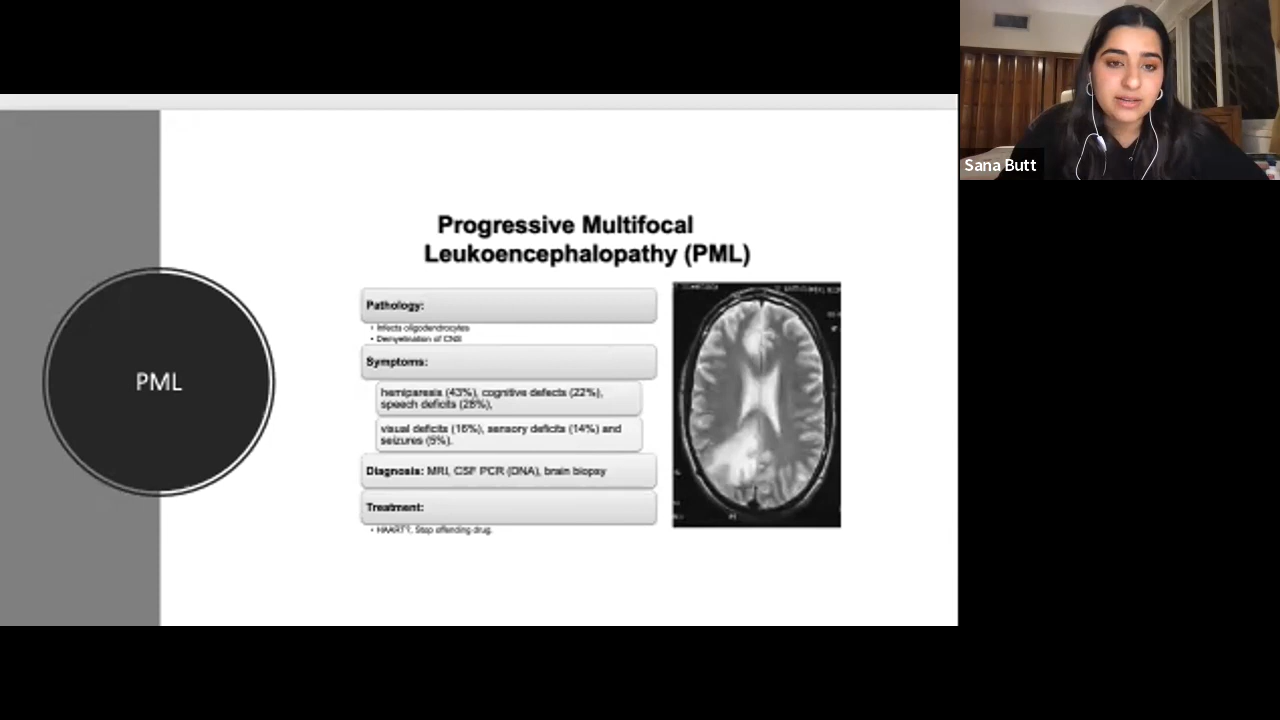 Sana Butt
Progressive Multifocal
Leukoencephalopathy (PML)
PML
Pathology:
• Infects oligodendrocytes
• Demyelination of CNS
Symptoms:
hemiparesis (43%), cognitive defects (22%),
speech deficits (28%),
visual deficits (16%), sensory deficits (14%) and
seizures (5%).
Diagnosis: MRI, CSF PCR (DNA), brain biopsy
Treatment:
• HAART?. Stop offending drug.